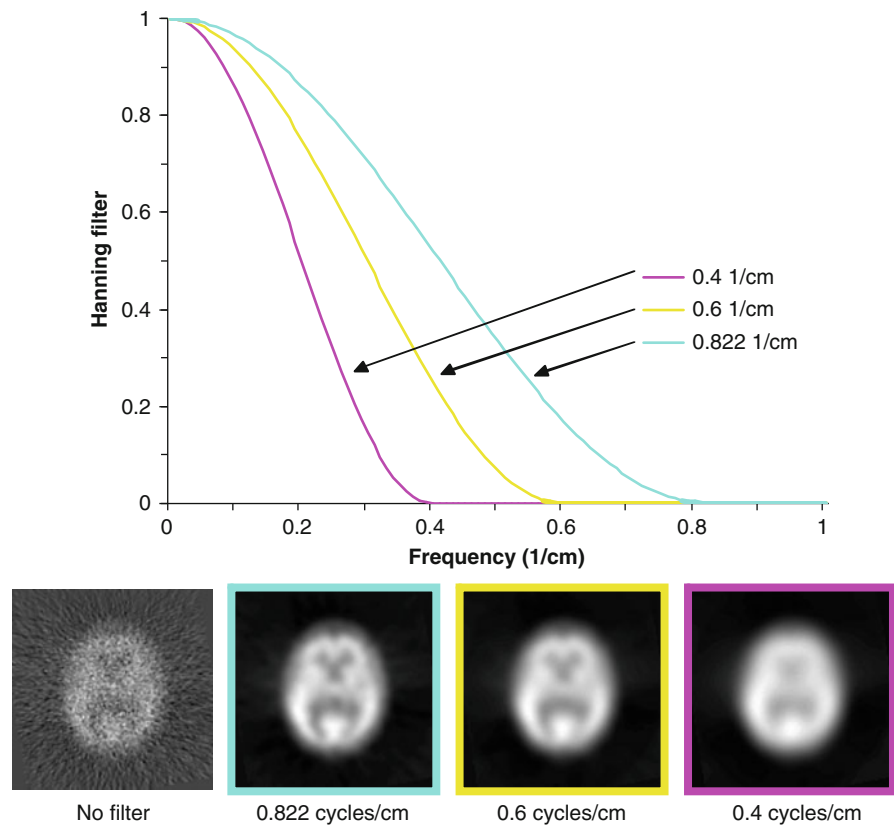 1
0.8
0.6
0.4
0.2
0
Hanning filter
0.4 1/cm
0.6 1/cm
0.822 1/cm
0
0.2
0.4
0.6
0.8
1
Frequency (1/cm)
No filter
0.822 cycles/cm
0.6 cycles/cm
0.4 cycles/cm